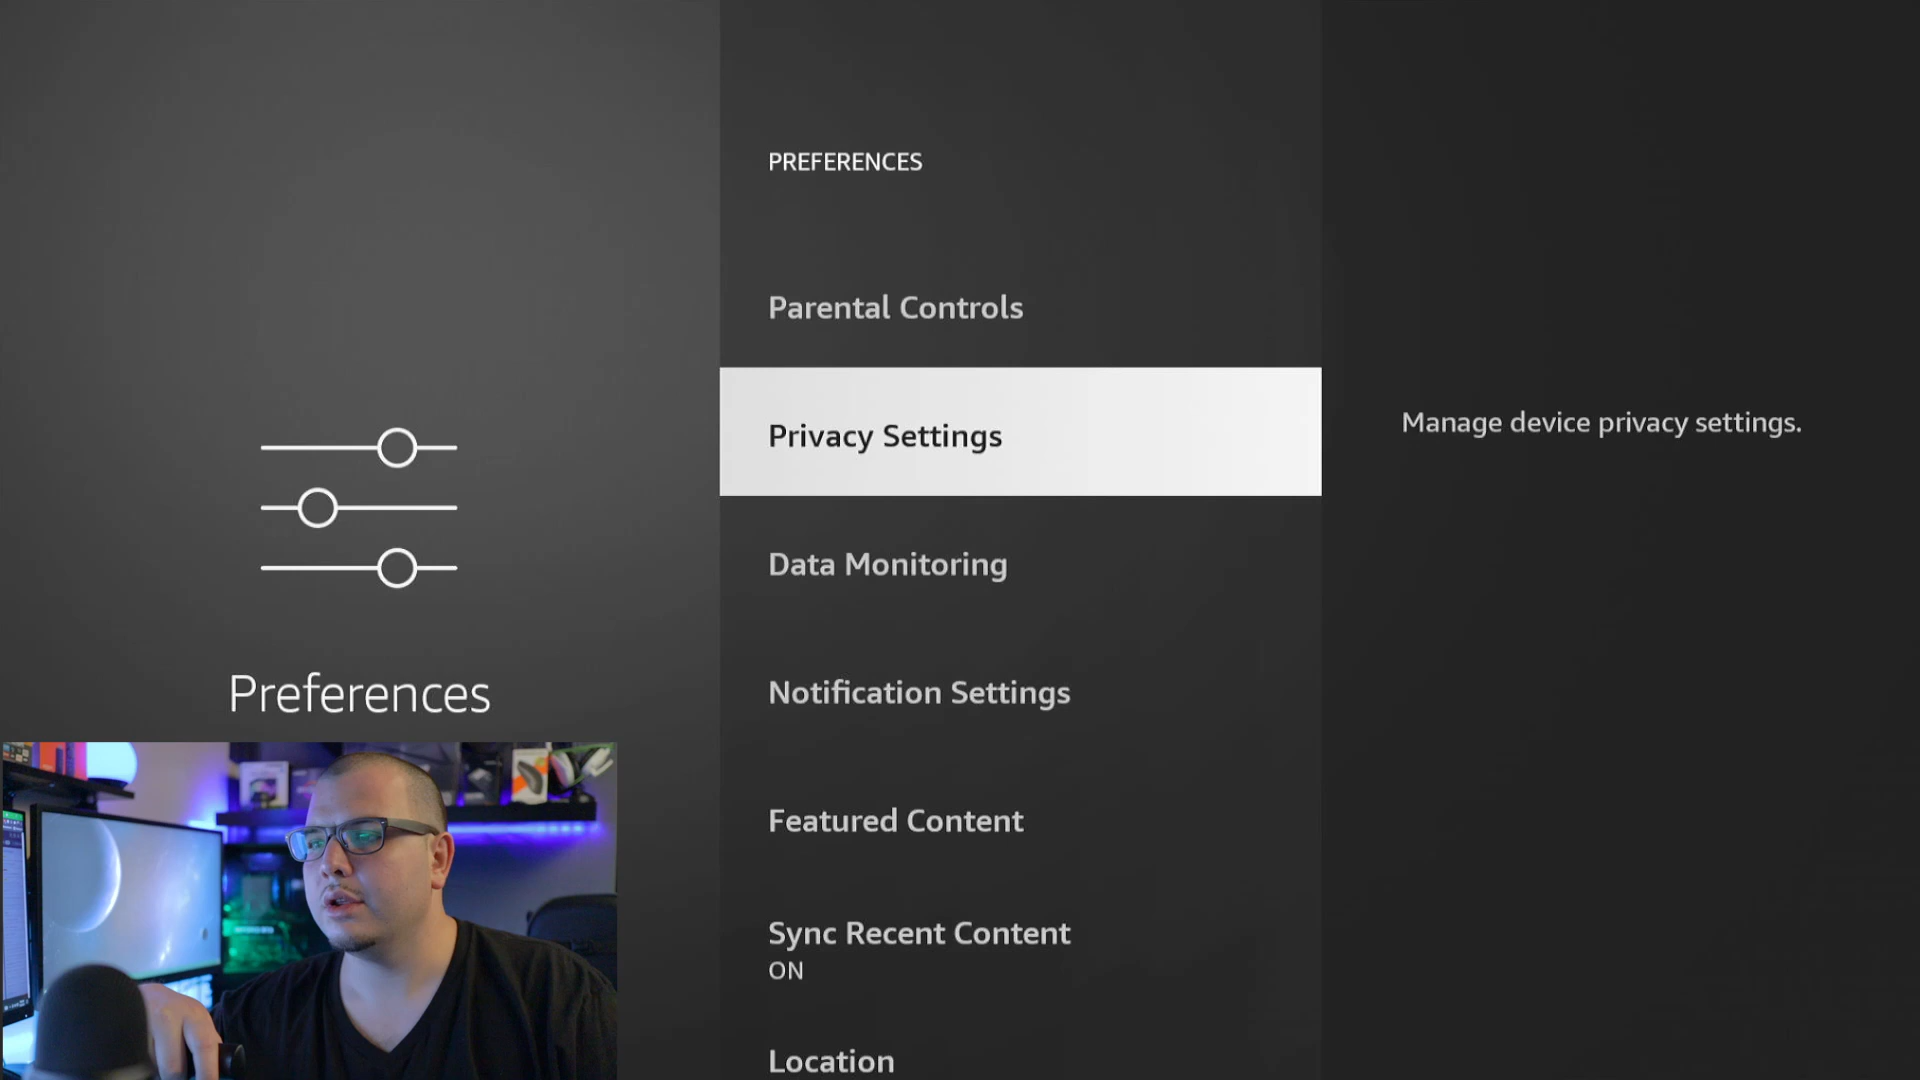 PREFERENCES
Parental Controls
Privacy Settings
Manage device privacy settings.
Data Monitoring
Notification Settings
Preferences
Featured Content
Sync Recent Content
ON
Location